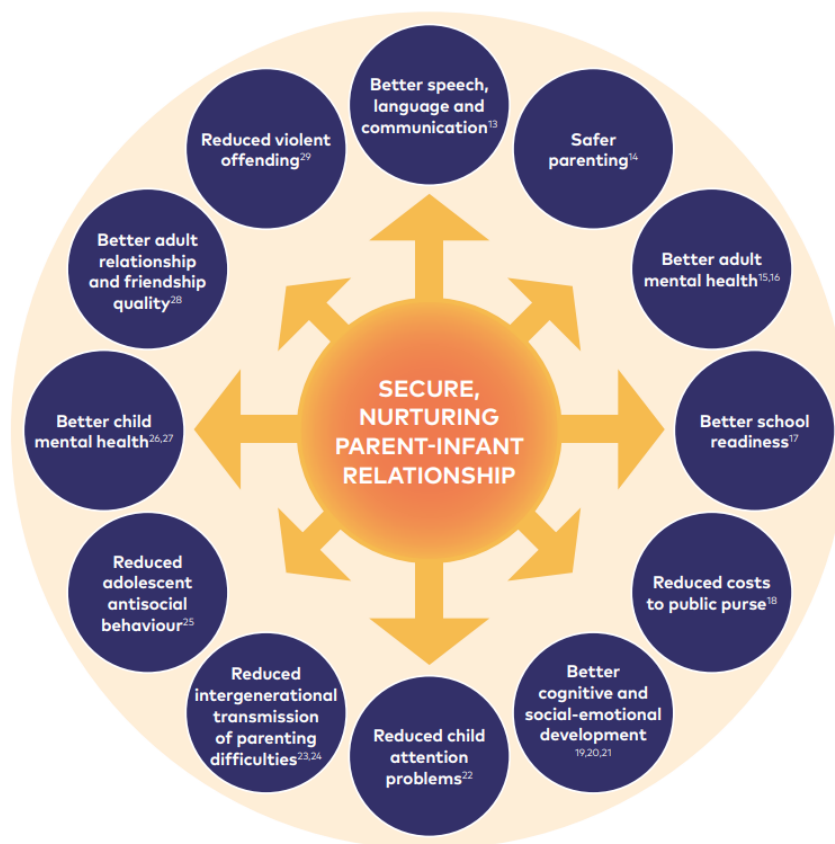 Better speech,
language and
communication13
Safer
parenting14
Better adult
mental health15,16
Better school
readiness17
Reduced costs
to public purse18
Better
cognitive and
social-emotional
development
19,20,21
Reduced child
attention
problems22
Reduced
intergenerational
transmission
of parenting
difficulties23,24
Reduced
adolescent
antisocial
behaviour25
Better child
mental health26,27
Better adult
relationship
and friendship
quality28
Reduced violent
offending29
SECURE,
NURTURING
PARENT-INFANT
RELATIONSHIP